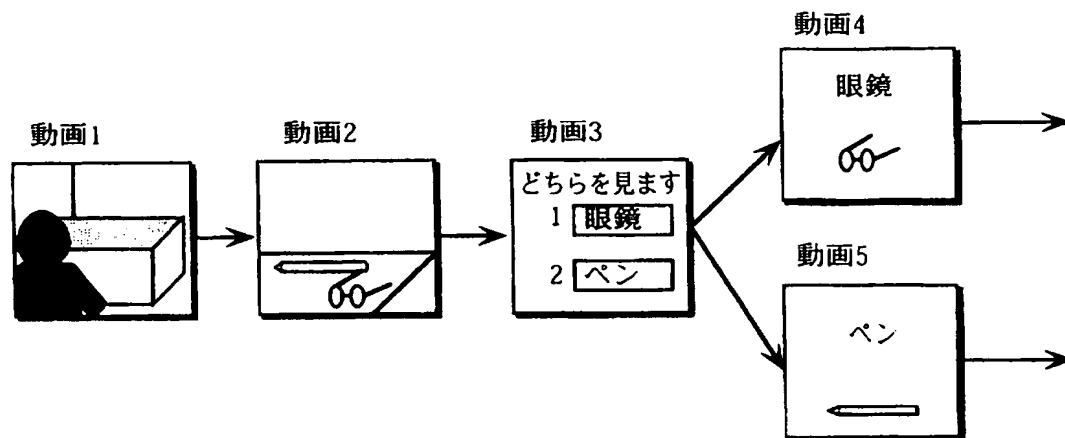 動画1
動画2
動画3
どちらを見ます
1 眼鏡
2 ペン
動画4
眼鏡
動画5
ペン